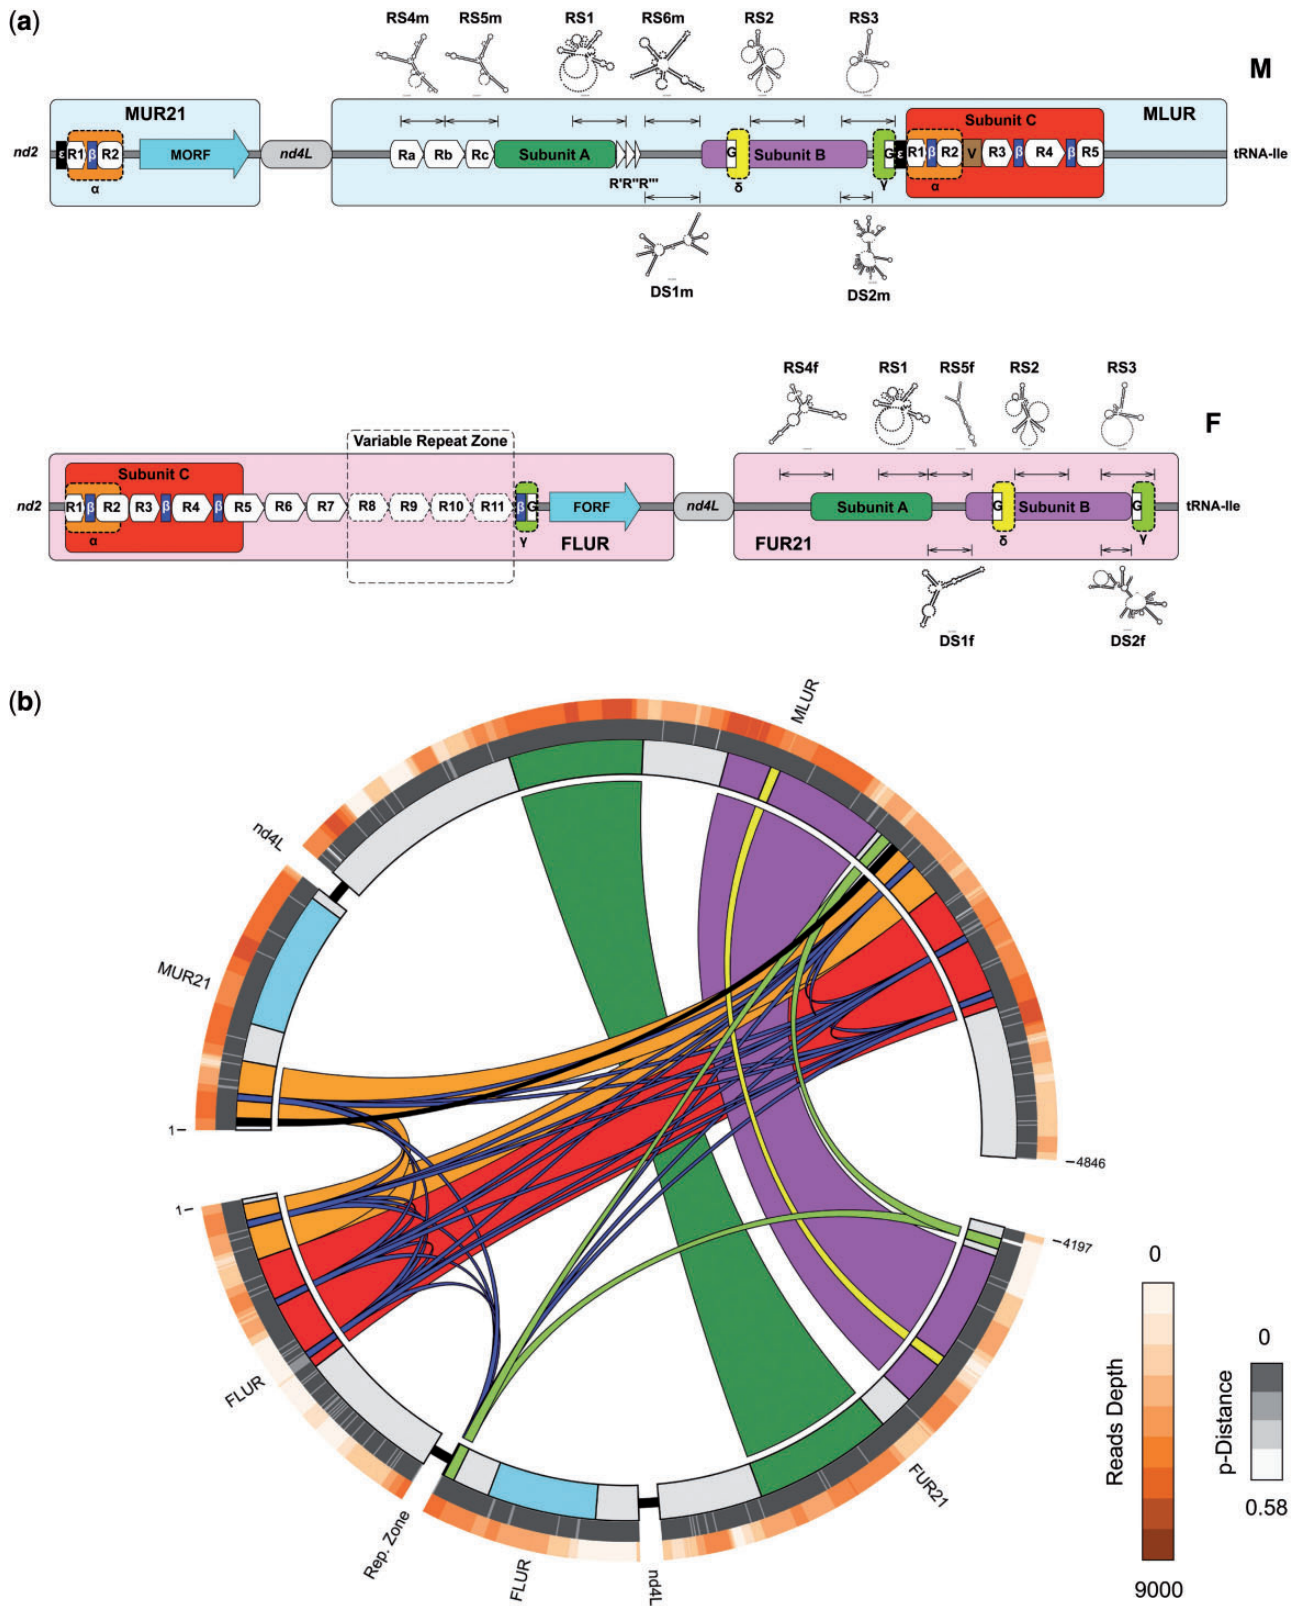 (a)
RS4m RS5m RS1 RS6m RS2 RS3
M
MUR21 Subunit C MLUR
nd2 ε R1 β R2 MORF nd4L Ra Rb Rc Subunit A G Subunit B G ε R1 β R2 V R3 β R4 β R5 tRNA-Ile
α R'R''R''' δ γ α
DS1m DS2m
RS4f RS1 RS5f RS2 RS3
F
Variable Repeat Zone
Subunit C
nd2 R1 β R2 R3 β R4 β R5 R6 R7 R8 R9 R10 R11 β G FORF nd4L Subunit A G Subunit B G tRNA-Ile
α γ FLUR FUR21 δ γ
DS1f DS2f
(b)
MLUR
nd4L
MUR21
1
4846
1
4197
FLUR
Rep. Zone
FLUR
nd4L
FUR21
0
Reads Depth
9000
0
p-Distance
0.58